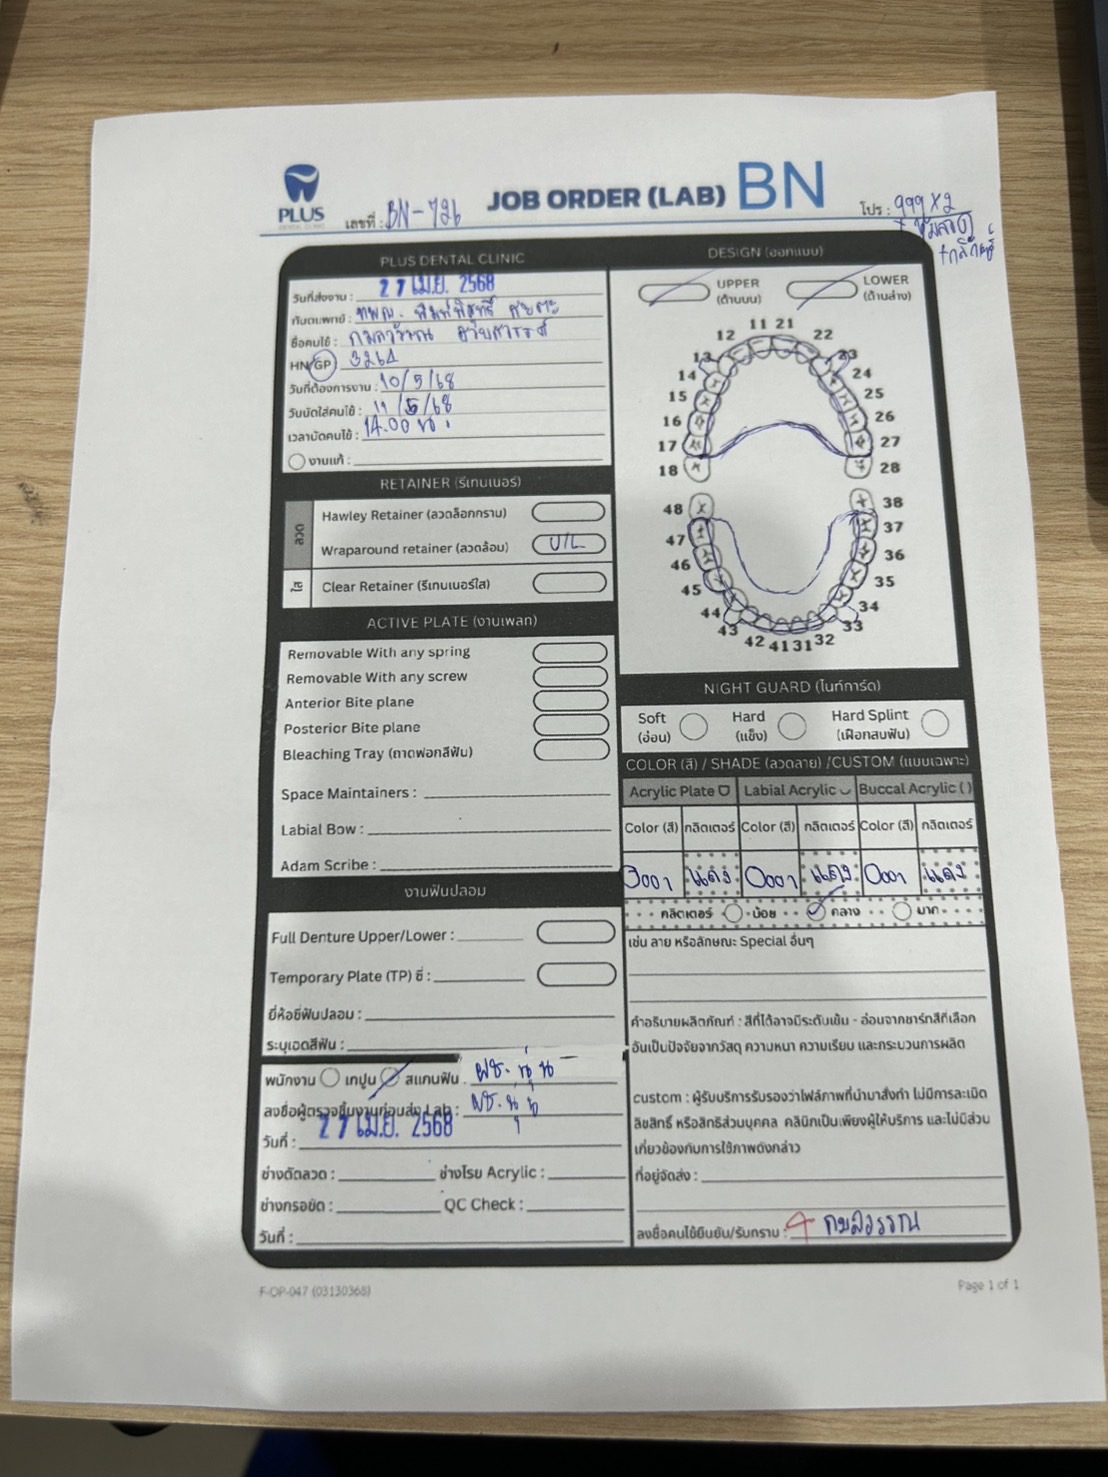 PLUS
DENTAL CLINIC
เลขที่ : BN-726
JOB ORDER (LAB) BN
โปร : 999 x 2
PLUS DENTAL CLINIC
วันที่ส่งงาน : 27 เม.ย. 2568
ทันตแพทย์ : ทพญ.
ชื่อคนไข้ :
HN/GP 3264
วันที่ต้องการงาน : 10/5/68
วันนัดใส่คนไข้ : 11/5/68
เวลานัดคนไข้ : 14.00 น.
งานแก้ :
RETAINER (รีเทนเนอร์)
ลวด
Hawley Retainer (ลวดล็อกกราม)
Wraparound retainer (ลวดล้อม) U/L
ใส
Clear Retainer (รีเทนเนอร์ใส)
ACTIVE PLATE (งานเพลท)
Removable With any spring
Removable With any screw
Anterior Bite plane
Posterior Bite plane
Bleaching Tray (ถาดฟอกสีฟัน)
Space Maintainers :
Labial Bow :
Adam Scribe :
งานฟันปลอม
Full Denture Upper/Lower :
Temporary Plate (TP) ซี่ :
ยี่ห้อซี่ฟันปลอม :
ระบุเฉดสีฟัน :
พนักงาน เทปูน สแกนฟัน ผช. นุ่น
ลงชื่อผู้ตรวจชิ้นงานก่อนส่ง Lab : ผช. นุ่น
วันที่ : 27 เม.ย. 2568
ช่างดัดลวด : ช่างโรย Acrylic :
ช่างกรอขัด : QC Check :
วันที่ :
DESIGN (ออกแบบ)
UPPER (ด้านบน)
LOWER (ด้านล่าง)
11 21
12 22
13 23
14 24
15 25
16 26
17 27
18 28
48 38
47 37
46 36
45 35
44 34
43 33
42 41 31 32
NIGHT GUARD (ไนท์การ์ด)
Soft (อ่อน)
Hard (แข็ง)
Hard Splint (เฝือกสบฟัน)
COLOR (สี) / SHADE (ลวดลาย) /CUSTOM (แบบเฉพาะ)
Acrylic Plate Labial Acrylic Buccal Acrylic ( )
Color (สี) กลิตเตอร์ Color (สี) กลิตเตอร์ Color (สี) กลิตเตอร์
0001 แดง 0001 แดง 0001 แดง
กลิตเตอร์ น้อย กลาง มาก
เช่น ลาย หรือลักษณะ Special อื่นๆ
คำอธิบายผลิตภัณฑ์ : สีที่ได้อาจมีระดับเข้ม - อ่อนจากชาร์ทสีที่เลือก
อันเป็นปัจจัยจากวัสดุ ความหนา ความเรียบ และกระบวนการผลิต
custom : ผู้รับบริการรับรองว่าไฟล์ภาพที่นำมาสั่งทำ ไม่มีการละเมิด
ลิขสิทธิ์ หรือสิทธิส่วนบุคคล คลินิกเป็นเพียงผู้ให้บริการ และไม่มีส่วน
เกี่ยวข้องกับการใช้ภาพดังกล่าว
ที่อยู่จัดส่ง :
ลงชื่อคนไข้ยืนยัน/รับทราบ : กมลวรรณ
F-OP-047 (03130368)
Page 1 of 1